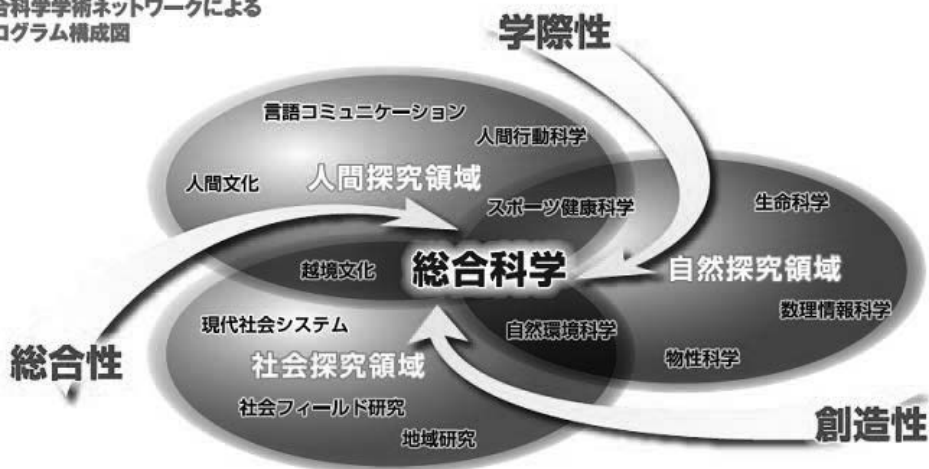 合科学学術ネットワークによる
ログラム構成図
学際性
言語コミュニケーション
人間行動科学
人間文化
人間探究領域
スポーツ健康科学
生命科学
越境文化
総合科学
自然探究領域
現代社会システム
自然環境科学
数理情報科学
総合性
社会探究領域
物性科学
社会フィールド研究
地域研究
創造性